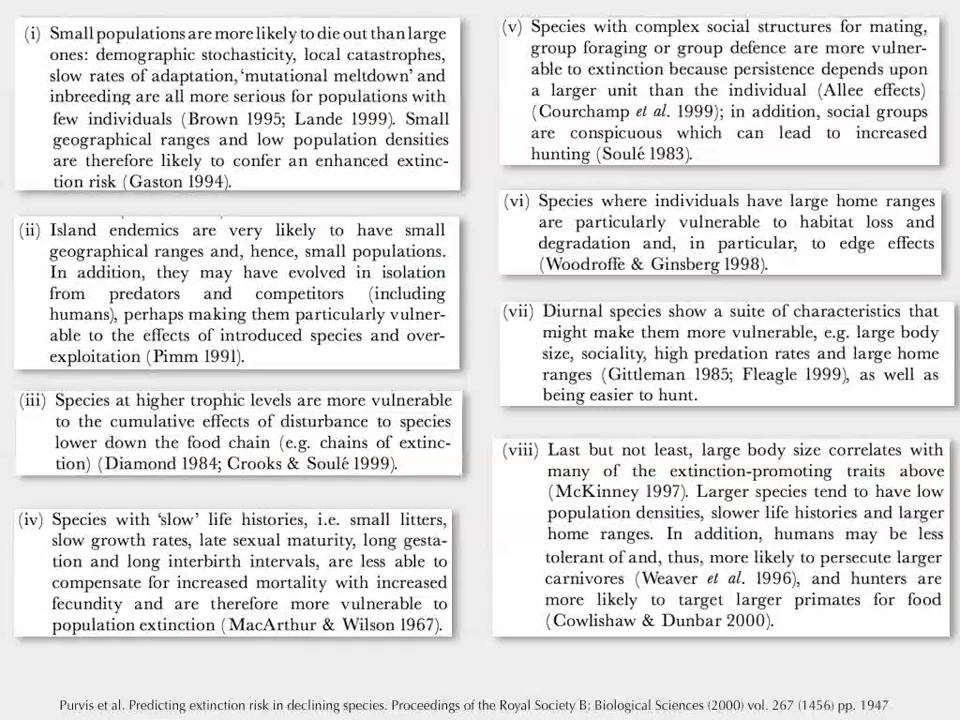 (i) Small populations are more likely to die out than large
ones: demographic stochasticity, local catastrophes,
slow rates of adaptation, 'mutational meltdown' and
inbreeding are all more serious for populations with
few individuals (Brown 1995; Lande 1999). Small
geographical ranges and low population densities
are therefore likely to confer an enhanced extinc-
tion risk (Gaston 1994).
(ii) Island endemics are very likely to have small
geographical ranges and, hence, small populations.
In addition, they may have evolved in isolation
from predators and competitors (including
humans), perhaps making them particularly vulner-
able to the effects of introduced species and over-
exploitation (Pimm 1991).
(iii) Species at higher trophic levels are more vulnerable
to the cumulative effects of disturbance to species
lower down the food chain (e.g. chains of extinc-
tion) (Diamond 1984; Crooks & Soulé 1999).
(iv) Species with 'slow' life histories, i.e. small litters,
slow growth rates, late sexual maturity, long gesta-
tion and long interbirth intervals, are less able to
compensate for increased mortality with increased
fecundity and are therefore more vulnerable to
population extinction (MacArthur & Wilson 1967).
(v) Species with complex social structures for mating,
group foraging or group defence are more vulner-
able to extinction because persistence depends upon
a larger unit than the individual (Allee effects)
(Courchamp et al. 1999); in addition, social groups
are conspicuous which can lead to increased
hunting (Soulé 1983).
(vi) Species where individuals have large home ranges
are particularly vulnerable to habitat loss and
degradation and, in particular, to edge effects
(Woodroffe & Ginsberg 1998).
(vii) Diurnal species show a suite of characteristics that
might make them more vulnerable, e.g. large body
size, sociality, high predation rates and large home
ranges (Gittleman 1985; Fleagle 1999), as well as
being easier to hunt.
(viii) Last but not least, large body size correlates with
many of the extinction-promoting traits above
(McKinney 1997). Larger species tend to have low
population densities, slower life histories and larger
home ranges. In addition, humans may be less
tolerant of and, thus, more likely to persecute larger
carnivores (Weaver et al. 1996), and hunters are
more likely to target larger primates for food
(Cowlishaw & Dunbar 2000).
Purvis et al. Predicting extinction risk in declining species. Proceedings of the Royal Society B: Biological Sciences (2000) vol. 267 (1456) pp. 1947